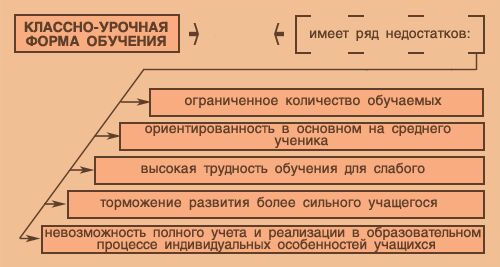 КЛАССНО-УРОЧНАЯ
ФОРМА ОБУЧЕНИЯ
имеет ряд недостатков:
ограниченное количество обучаемых
ориентированность в основном на среднего
ученика
высокая трудность обучения для слабого
торможение развития более сильного учащегося
невозможность полного учета и реализации в образовательном
процессе индивидуальных особенностей учащихся